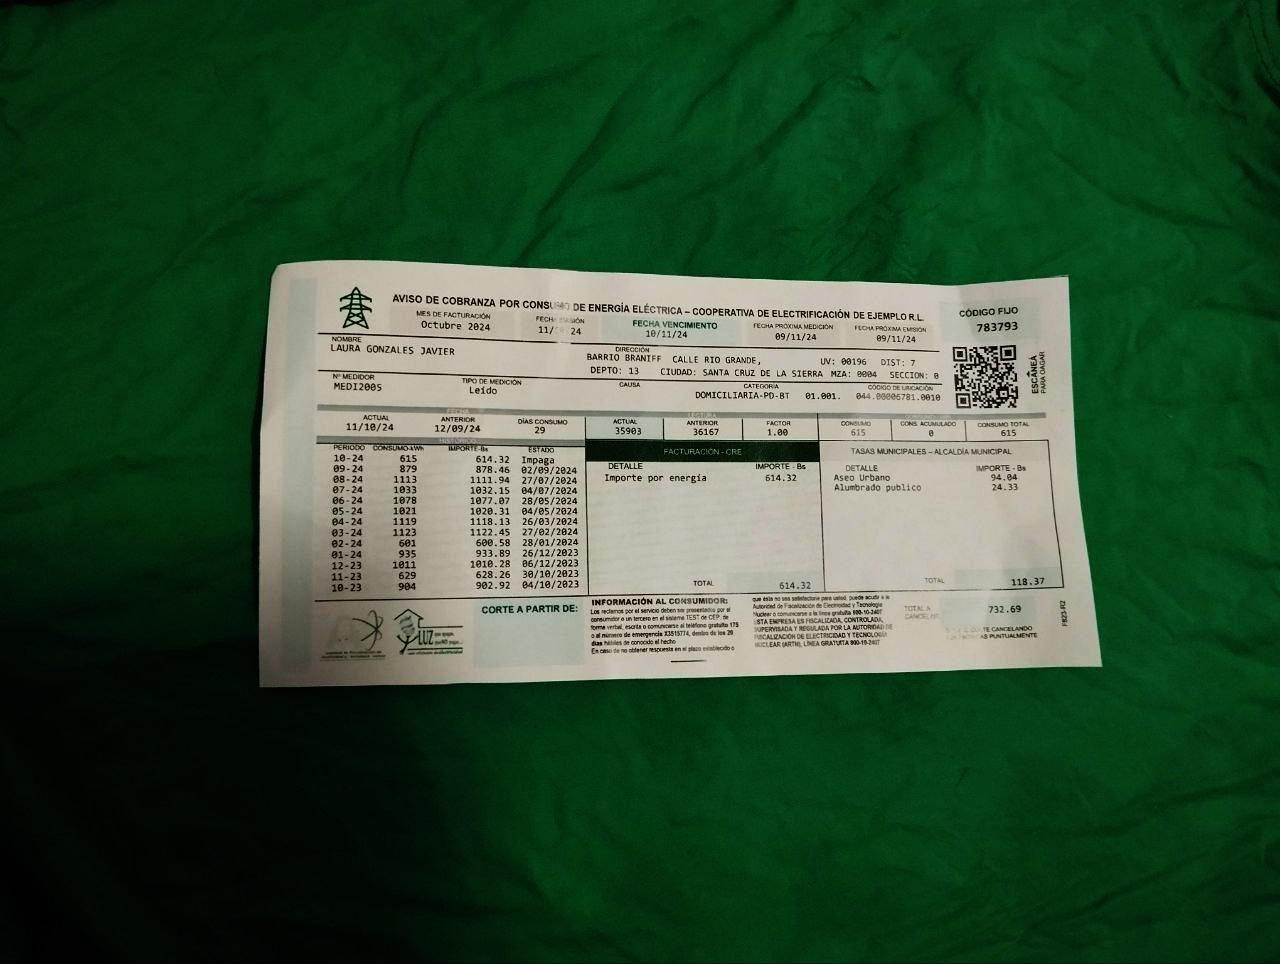 AVISO DE COBRANZA POR CONSUMO DE ENERGÍA ELÉCTRICA – COOPERATIVA DE ELECTRIFICACIÓN DE EJEMPLO R.L.
MES DE FACTURACIÓN
Octubre 2024
FECHA EMISIÓN
11/ 24
FECHA VENCIMIENTO
10/11/24
FECHA PRÓXIMA MEDICIÓN
09/11/24
FECHA PRÓXIMA EMISIÓN
09/11/24
CÓDIGO FIJO
783793
NOMBRE
LAURA GONZALES JAVIER
DIRECCIÓN
BARRIO BRANIFF CALLE RIO GRANDE, UV: 00196 DIST: 7
DEPTO: 13 CIUDAD: SANTA CRUZ DE LA SIERRA MZA: 0004 SECCION: 0
ESCANEÁ
PARA PAGAR
Nº MEDIDOR
MEDI2005
TIPO DE MEDICIÓN
Leído
CAUSA
CATEGORÍA
DOMICILIARIA-PD-BT 01.001.
CÓDIGO DE UBICACIÓN
044.00006781.0010
FECHA
ACTUAL
11/10/24
ANTERIOR
12/09/24
DÍAS CONSUMO
29
LECTURA
ACTUAL
35903
ANTERIOR
36167
FACTOR
1.00
CONSUMO
615
CONS. ACUMULADO
0
CONSUMO TOTAL
615
HISTÓRICO
PERIODO CONSUMO-kWh IMPORTE-Bs ESTADO
10-24 615 614.32 Impaga
09-24 879 878.46 02/09/2024
08-24 1113 1111.94 27/07/2024
07-24 1033 1032.15 04/07/2024
06-24 1078 1077.07 28/05/2024
05-24 1021 1020.31 04/05/2024
04-24 1119 1118.13 26/03/2024
03-24 1123 1122.45 27/02/2024
02-24 601 600.58 28/01/2024
01-24 935 933.89 26/12/2023
12-23 1011 1010.28 06/12/2023
11-23 629 628.26 30/10/2023
10-23 904 902.92 04/10/2023
FACTURACIÓN - CRE
DETALLE IMPORTE - Bs
Importe por energía 614.32
TOTAL 614.32
TASAS MUNICIPALES – ALCALDÍA MUNICIPAL
DETALLE IMPORTE - Bs
Aseo Urbano 94.04
Alumbrado publico 24.33
TOTAL 118.37
LUZ
CORTE A PARTIR DE:
INFORMACIÓN AL CONSUMIDOR:
Los reclamos por el servicio deben ser presentados por el
consumidor o un tercero en el sistema TEST de CEP, de
forma verbal, escrita o comunicarse al teléfono gratuito 175
o al número de emergencia X3515774, dentro de los 20
días hábiles de conocido el hecho
En caso de no obtener respuesta en el plazo establecido o
que ésta no sea satisfactoria para usted, puede acudir a la
Autoridad de Fiscalización de Electricidad y Tecnología
Nuclear o comunicarse a la línea gratuita 800-10-2407
ESTA EMPRESA ES FISCALIZADA, CONTROLADA,
SUPERVISADA Y REGULADA POR LA AUTORIDAD DE
FISCALIZACIÓN DE ELECTRICIDAD Y TECNOLOGÍA
NUCLEAR (AETN), LÍNEA GRATUITA 800-10-2407
TOTAL A
CANCELAR
732.69
CANCELANDO
PUNTUALMENTE